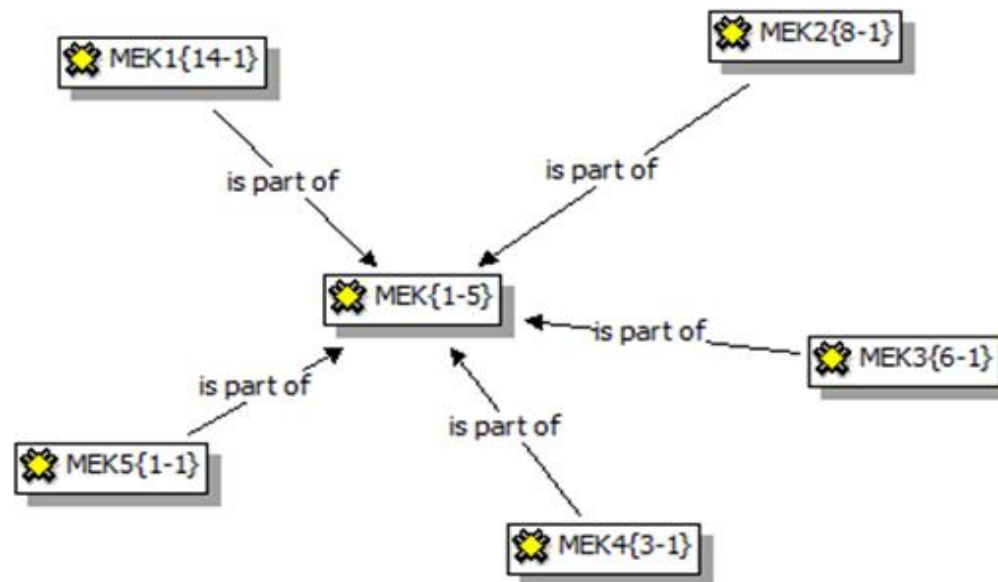 MEK1{14-1}
MEK2{8-1}
is part of
is part of
MEK{1-5}
is part of
MEK3{6-1}
is part of
is part of
MEK5{1-1}
MEK4{3-1}